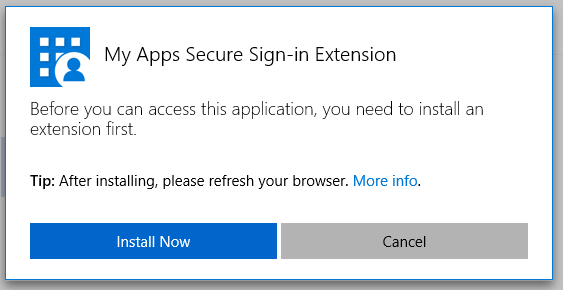 My Apps Secure Sign-in Extension
Before you can access this application, you need to install an
extension first.
Tip: After installing, please refresh your browser. More info.
Install Now
Cancel